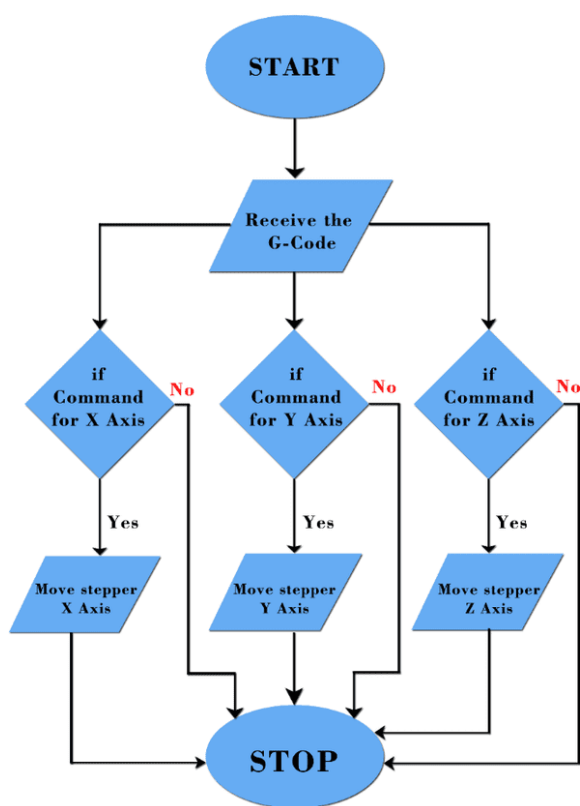 START
Receive the
G-Code
if
Command
for X Axis
No
if
Command
for Y Axis
No
if
Command
for Z Axis
No
Yes
Yes
Yes
Move stepper
X Axis
Move stepper
Y Axis
Move stepper
Z Axis
STOP